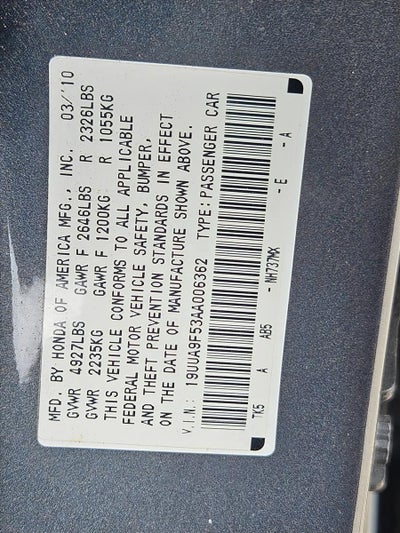 MFD. BY HONDA OF AMERICA MFG., INC. 03/'10
GVWR 4927LBS GAWR F 2646LBS R 2326LBS
GVWR 2235KG GAWR F 1200KG R 1055KG
THIS VEHICLE CONFORMS TO ALL APPLICABLE
FEDERAL MOTOR VEHICLE SAFETY, BUMPER,
AND THEFT PREVENTION STANDARDS IN EFFECT
ON THE DATE OF MANUFACTURE SHOWN ABOVE.
V.I.N: 19UUA9F53AA006362 TYPE: PASSENGER CAR
TK5 A AB5 - NH737MX - E - A